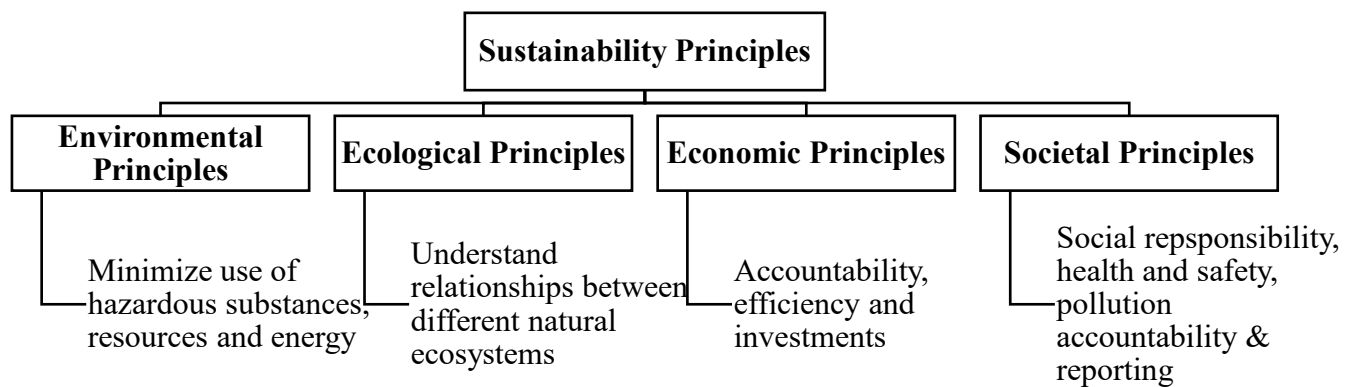 Sustainability Principles
Environmental
Principles
Ecological Principles
Economic Principles
Societal Principles
Minimize use of
hazardous substances,
resources and energy
Understand
relationships between
different natural
ecosystems
Accountability,
efficiency and
investments
Social repsponsibility,
health and safety,
pollution
accountability &
reporting